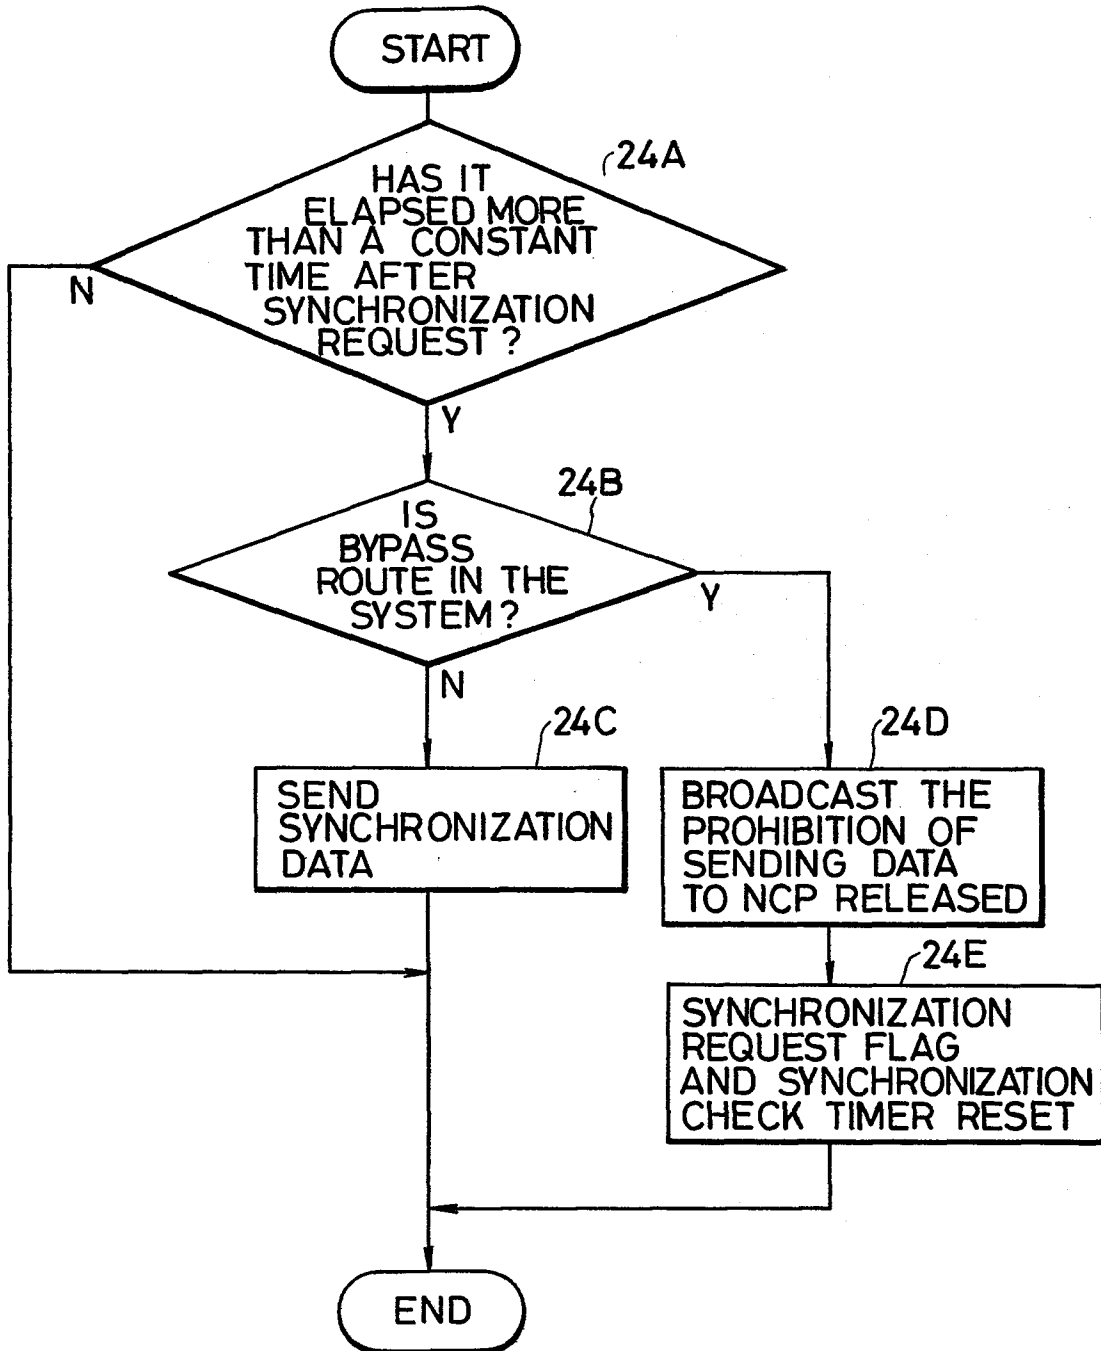 START
24A
HAS IT
ELAPSED MORE
THAN A CONSTANT
TIME AFTER
SYNCHRONIZATION
REQUEST?
N
Y
24B
IS
BYPASS
ROUTE IN THE
SYSTEM?
Y
N
24C
SEND
SYNCHRONIZATION
DATA
24D
BROADCAST THE
PROHIBITION OF
SENDING DATA
TO NCP RELEASED
24E
SYNCHRONIZATION
REQUEST FLAG
AND SYNCHRONIZATION
CHECK TIMER RESET
END